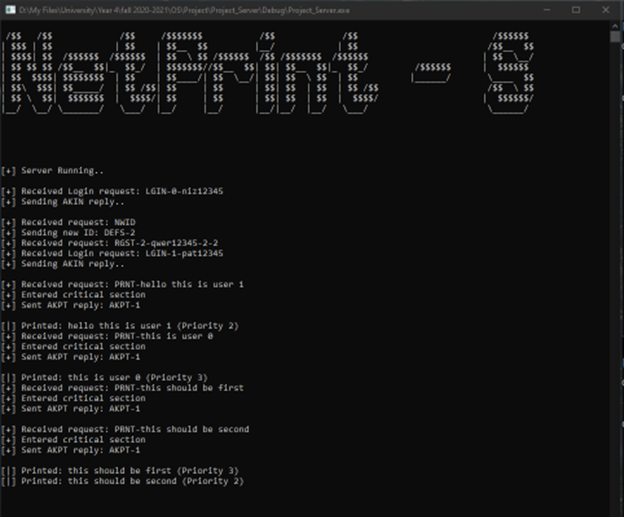 D:\My Files\University\Year 4\fall 2020-2021\OS\Project\Project_Server\Debug\Project_Server.exe
NetPrint - S
[+] Server Running..
[+] Received Login request: LGIN-0-niz12345
[+] Sending AKIN reply..
[+] Received request: NWID
[+] Sending new ID: DEFS-2
[+] Received request: RGST-2-qwer12345-2-2
[+] Received Login request: LGIN-1-pat12345
[+] Sending AKIN reply..
[+] Received request: PRNT-hello this is user 1
[+] Entered critical section
[+] Sent AKPT reply: AKPT-1
[|] Printed: hello this is user 1 (Priority 2)
[+] Received request: PRNT-this is user 0
[+] Entered critical section
[+] Sent AKPT reply: AKPT-1
[|] Printed: this is user 0 (Priority 3)
[+] Received request: PRNT-this should be first
[+] Entered critical section
[+] Sent AKPT reply: AKPT-1
[+] Received request: PRNT-this should be second
[+] Entered critical section
[+] Sent AKPT reply: AKPT-1
[|] Printed: this should be first (Priority 3)
[|] Printed: this should be second (Priority 2)